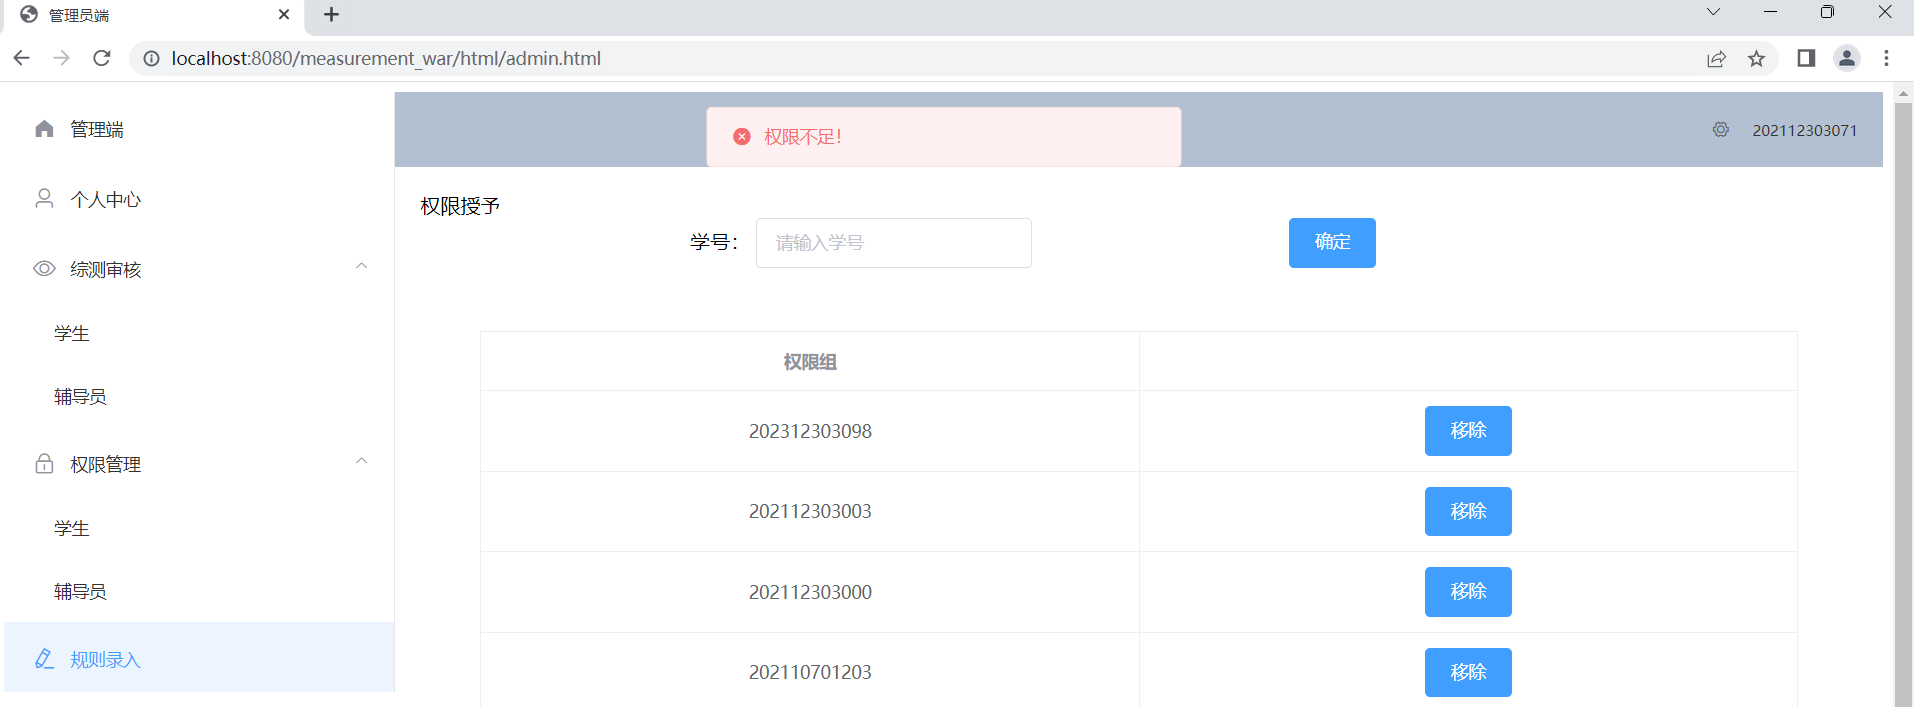 管理员端
localhost:8080/measurement_war/html/admin.html
管理端
个人中心
综测审核
学生
辅导员
权限管理
学生
辅导员
规则录入
权限不足!
202112303071
权限授予
学号： 请输入学号 确定
权限组
202312303098 移除
202112303003 移除
202112303000 移除
202110701203 移除